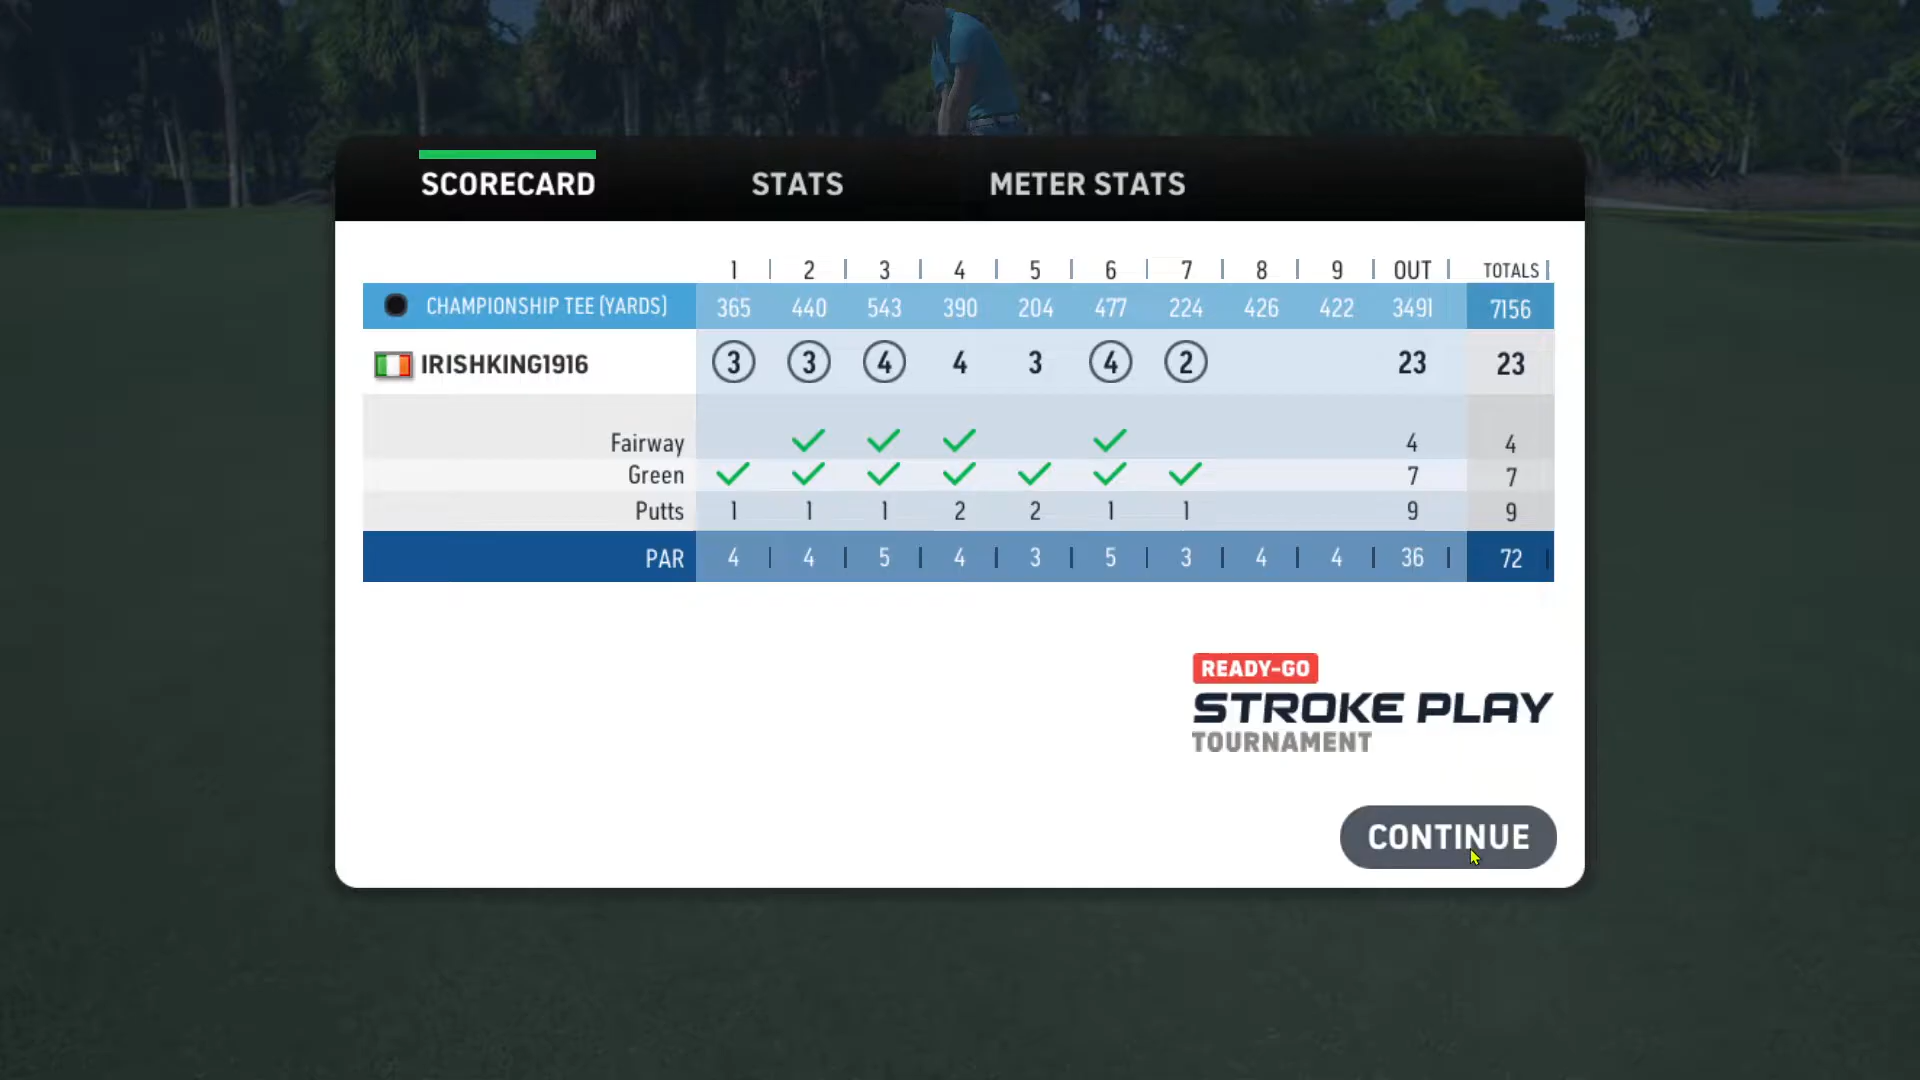 SCORECARD STATS METER STATS
1 2 3 4 5 6 7 8 9 OUT TOTALS
CHAMPIONSHIP TEE (YARDS) 365 440 543 390 204 477 224 426 422 3491 7156
IRISHKING1916 3 3 4 4 3 4 2 23 23
Fairway 4 4
Green 7 7
Putts 1 1 1 2 2 1 1 9 9
PAR 4 4 5 4 3 5 3 4 4 36 72
READY-GO
STROKE PLAY
TOURNAMENT
CONTINUE